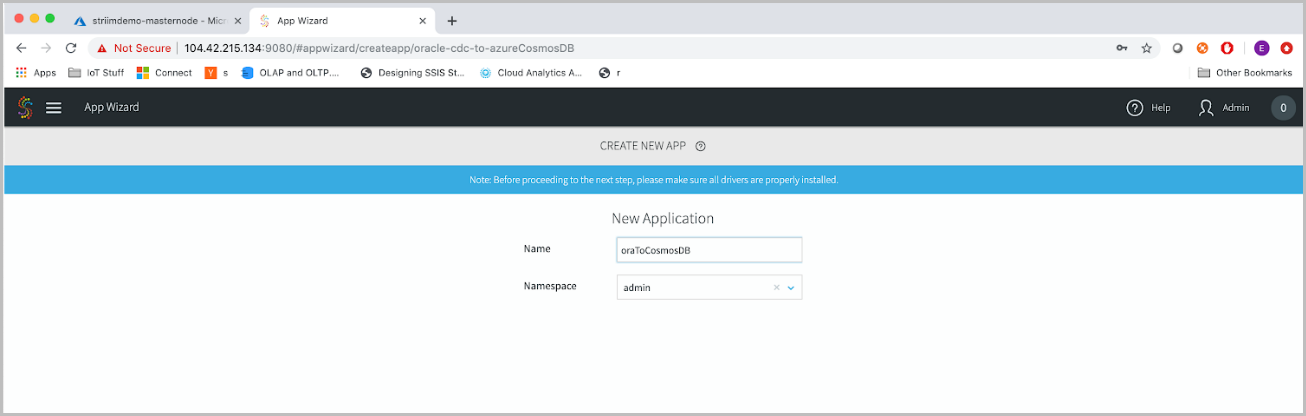 striimdemo-masternode - Micr
App Wizard
Not Secure | 104.42.215.134:9080/#appwizard/createapp/oracle-cdc-to-azureCosmosDB
E
Apps IoT Stuff Connect Y s OLAP and OLTP.... Designing SSIS St... Cloud Analytics A... r Other Bookmarks
App Wizard Help Admin 0
CREATE NEW APP ?
Note: Before proceeding to the next step, please make sure all drivers are properly installed.
New Application
Name oraToCosmosDB
Namespace admin